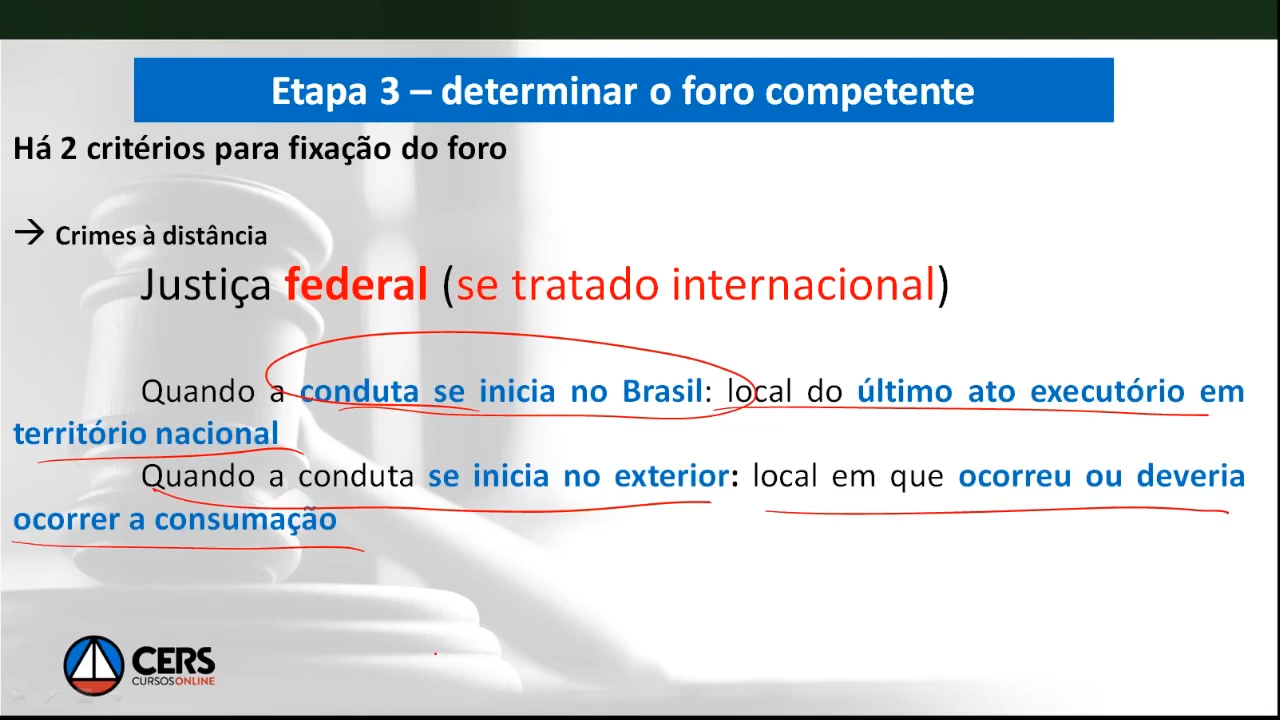 Etapa 3 – determinar o foro competente
Há 2 critérios para fixação do foro
→ Crimes à distância
Justiça federal (se tratado internacional)
Quando a conduta se inicia no Brasil: local do último ato executório em
território nacional
Quando a conduta se inicia no exterior: local em que ocorreu ou deveria
ocorrer a consumação
CERS
CURSOS ONLINE